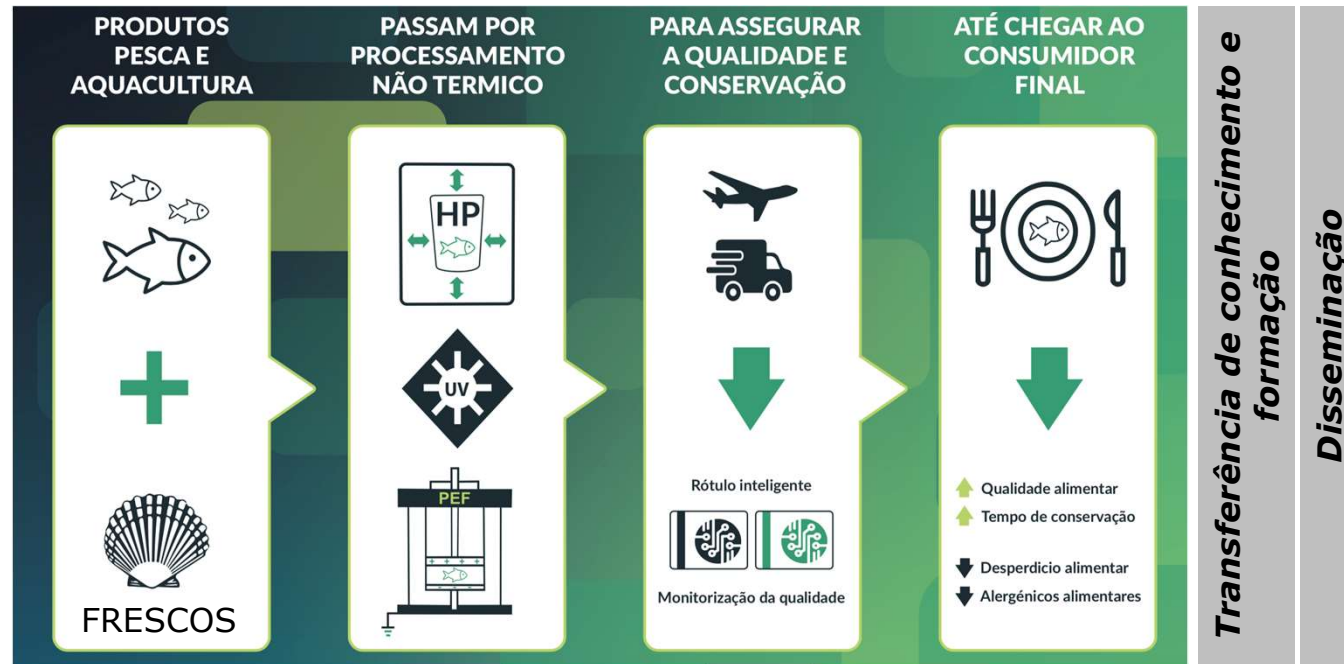 PRODUTOS
PESCA E
AQUACULTURA
FRESCOS
PASSAM POR
PROCESSAMENTO
NÃO TERMICO
HP
UV
PEF
PARA ASSEGURAR
A QUALIDADE E
CONSERVAÇÃO
Rótulo inteligente
Monitorização da qualidade
ATÉ CHEGAR AO
CONSUMIDOR
FINAL
Qualidade alimentar
Tempo de conservação
Desperdicio alimentar
Alergénicos alimentares
Transferência de conhecimento e
formação
Disseminação